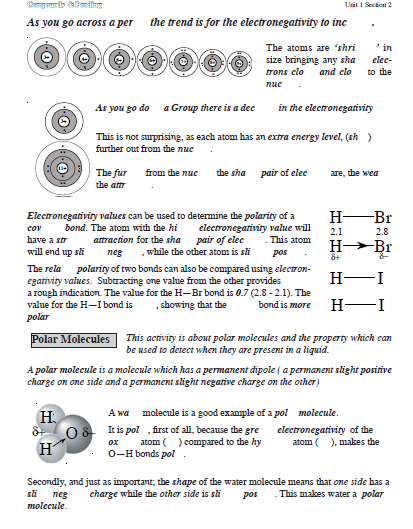 Compounds & Bonding Unit 1 Section 2
As you go across a per the trend is for the electronegativity to inc .
The atoms are 'shri ' in
size bringing any sha elec-
trons clo and clo to the
nuc .
As you go do a Group there is a dec in the electronegativity
This is not surprising, as each atom has an extra energy level, (sh )
further out from the nuc .
The fur from the nuc the sha pair of elec are, the wea
the attr .
Electronegativity values can be used to determine the polarity of a
cov bond. The atom with the hi electronegativity value will
have a str attraction for the sha pair of elec . This atom
will end up sli neg , while the other atom is sli pos .
H Br
2.1 2.8
H Br
δ+ δ–
The rela polarity of two bonds can also be compared using electron-
egativity values. Subtracting one value from the other provides
a rough indication. The value for the H—Br bond is 0.7 (2.8 - 2.1). The
value for the H—I bond is , showing that the bond is more
polar
H I
H I
Polar Molecules This activity is about polar molecules and the property which can
be used to detect when they are present in a liquid.
A polar molecule is a molecule which has a permanent dipole ( a permanent slight positive
charge on one side and a permanent slight negative charge on the other)
H
δ+ O δ–
H
A wa molecule is a good example of a pol molecule.
It is pol , first of all, because the gre electronegativity of the
ox atom ( ) compared to the hy atom ( ), makes the
O—H bonds pol .
Secondly, and just as important; the shape of the water molecule means that one side has a
sli neg charge while the other side is sli pos . This makes water a polar
molecule.